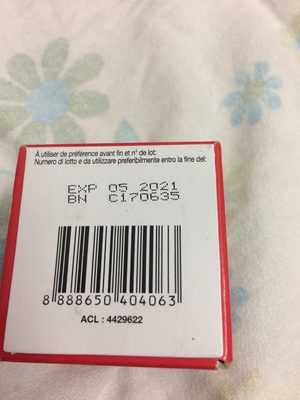 À utiliser de préférence avant fin et n° de lot:
Numero di lotto e da utilizzare preferibilmente entro la fine del:
EXP 05 2021
BN C170635
8 888650 404063
ACL : 4429622